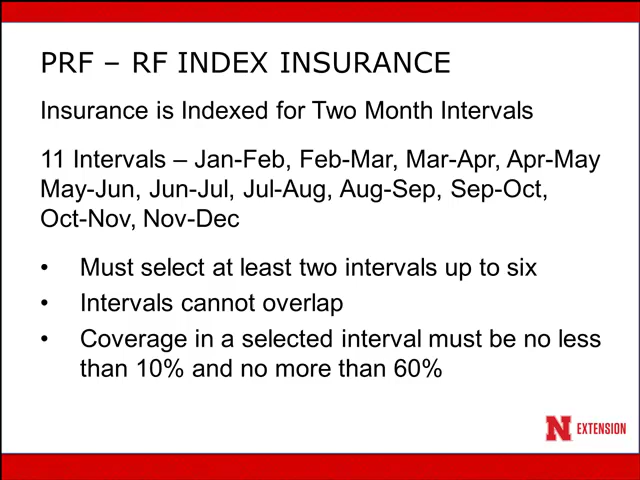 PRF – RF INDEX INSURANCE
Insurance is Indexed for Two Month Intervals
11 Intervals – Jan-Feb, Feb-Mar, Mar-Apr, Apr-May
May-Jun, Jun-Jul, Jul-Aug, Aug-Sep, Sep-Oct,
Oct-Nov, Nov-Dec
• Must select at least two intervals up to six
• Intervals cannot overlap
• Coverage in a selected interval must be no less
than 10% and no more than 60%
N EXTENSION